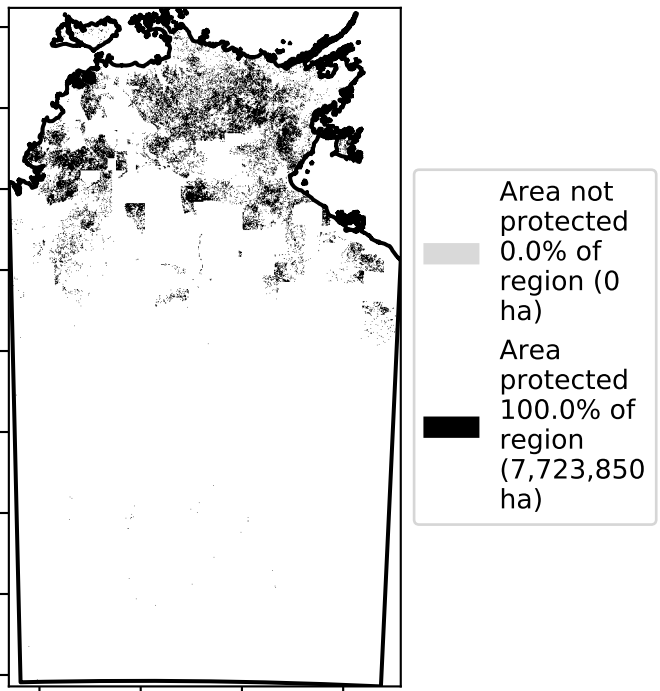 Area not
protected
0.0% of
region (0
ha)
Area
protected
100.0% of
region
(7,723,850
ha)